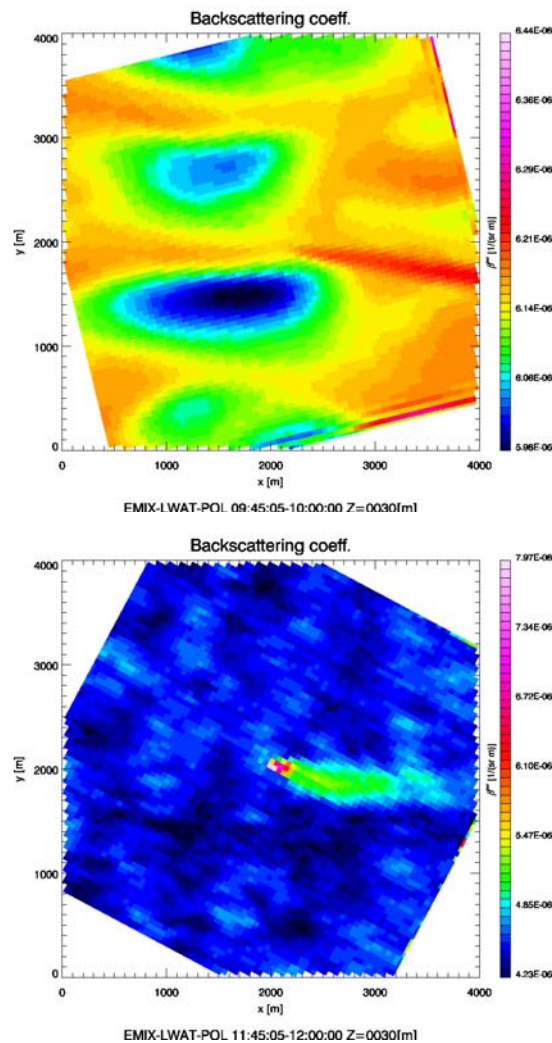 Backscattering coeff.
4000
3000
2000
1000
0
y [m]
0 1000 2000 3000 4000
x [m]
6.44E-06
6.36E-06
6.29E-06
6.21E-06
6.14E-06
6.06E-06
5.98E-06
[1/(sr m)]
EMIX-LWAT-POL 09:45:05-10:00:00 Z=0030[m]
Backscattering coeff.
4000
3000
2000
1000
0
y [m]
0 1000 2000 3000 4000
x [m]
7.97E-06
7.34E-06
6.72E-06
6.10E-06
5.47E-06
4.85E-06
4.23E-06
[1/(sr m)]
EMIX-LWAT-POL 11:45:05-12:00:00 Z=0030[m]